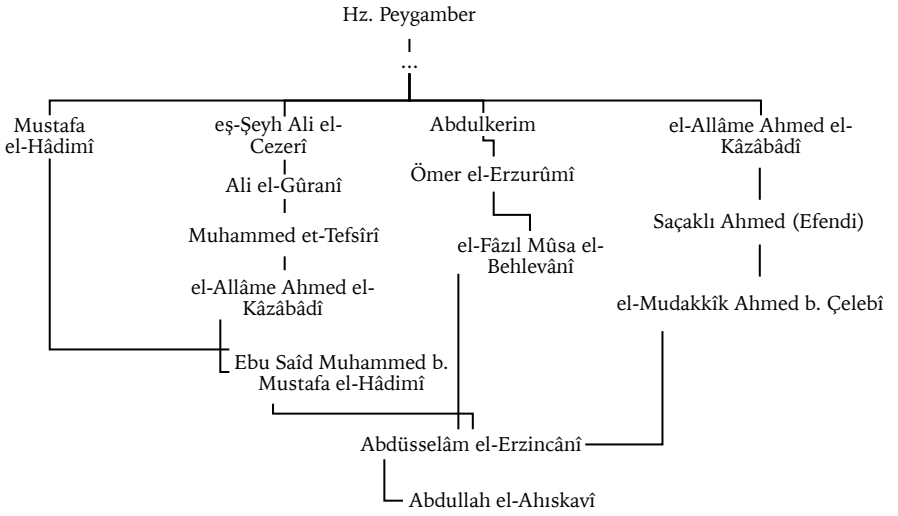 Hz. Peygamber
...
Mustafa
el-Hâdimî
eş-Şeyh Ali el-
Cezerî
Abdulkerim
el-Allâme Ahmed el-
Kâzâbâdî
Ali el-Gûranî
Ömer el-Erzurûmî
Muhammed et-Tefsîrî
el-Fâzıl Mûsa el-
Behlevânî
Saçaklı Ahmed (Efendi)
el-Allâme Ahmed el-
Kâzâbâdî
el-Mudakkîk Ahmed b. Çelebî
Ebu Saîd Muhammed b.
Mustafa el-Hâdimî
Abdüsselâm el-Erzincânî
Abdullah el-Ahıskavî